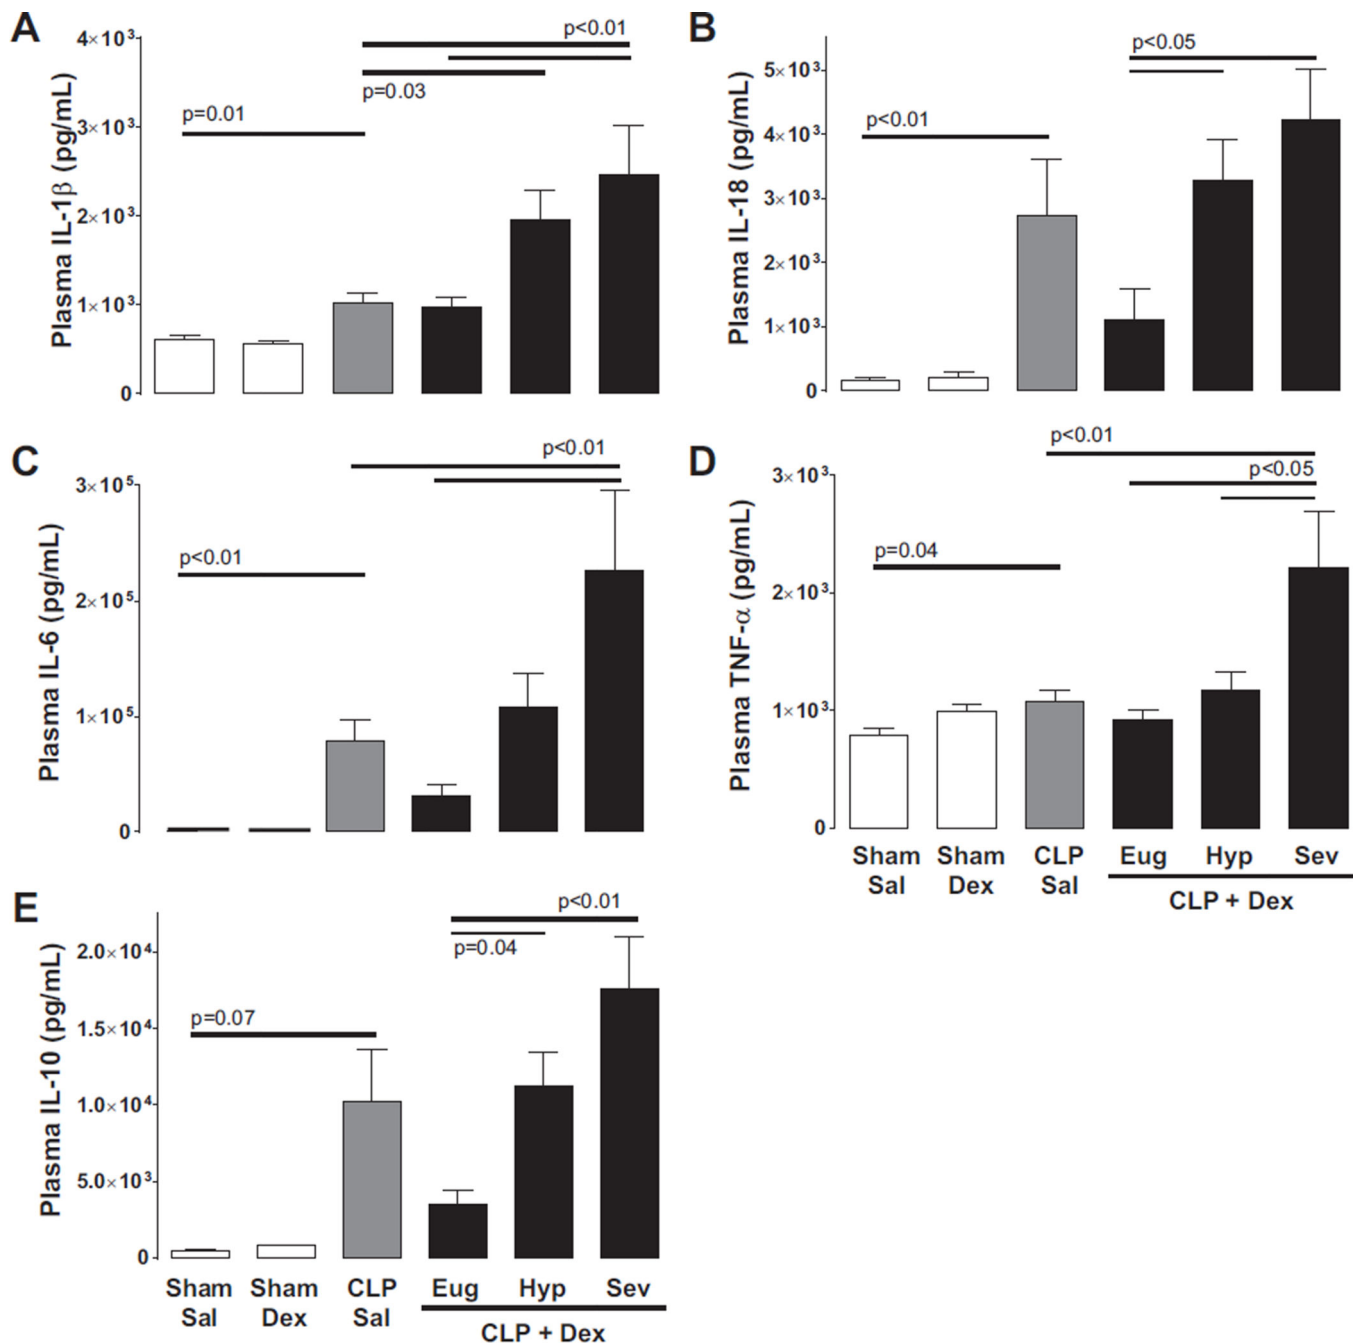 A
Plasma IL-1β (pg/mL)
4×10³
3×10³
2×10³
1×10³
0
p=0.01
p<0.01
p=0.03
B
Plasma IL-18 (pg/mL)
5×10³
4×10³
3×10³
2×10³
1×10³
0
p<0.01
p<0.05
C
Plasma IL-6 (pg/mL)
3×10⁵
2×10⁵
1×10⁵
0
p<0.01
p<0.01
D
Plasma TNF-α (pg/mL)
3×10³
2×10³
1×10³
0
p=0.04
p<0.01
p<0.05
Sham Sham CLP Eug Hyp Sev
Sal Dex Sal
CLP + Dex
E
Plasma IL-10 (pg/mL)
2.0×10⁴
1.5×10⁴
1.0×10⁴
5.0×10³
0
p=0.07
p<0.01
p=0.04
Sham Sham CLP Eug Hyp Sev
Sal Dex Sal
CLP + Dex